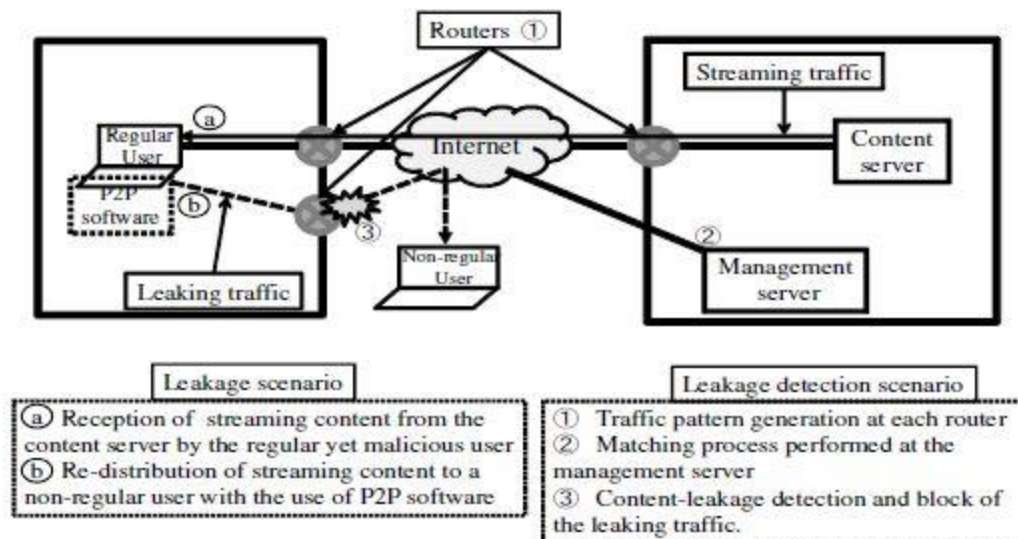 Routers ①
Streaming traffic
ⓐ
Regular
User
Internet
Content
server
P2P
software
ⓑ
③
②
Non-regular
User
Management
server
Leaking traffic
Leakage scenario
ⓐ Reception of streaming content from the
content server by the regular yet malicious user
ⓑ Re-distribution of streaming content to a
non-regular user with the use of P2P software
Leakage detection scenario
① Traffic pattern generation at each router
② Matching process performed at the
management server
③ Content-leakage detection and block of
the leaking traffic.